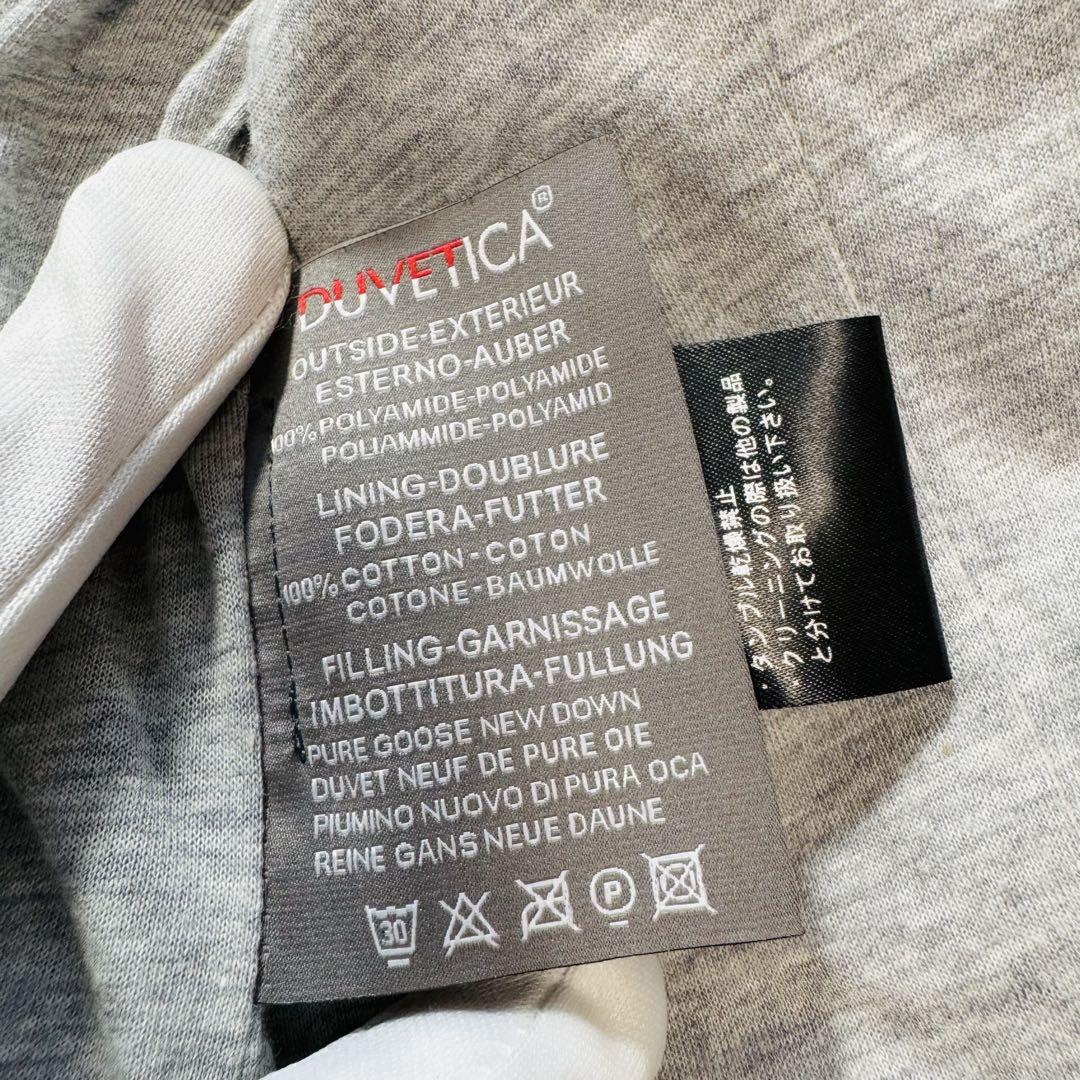 DUVETICA®
OUTSIDE-EXTERIEUR
ESTERNO-AUBER
00% POLYAMIDE-POLYAMIDE
POLIAMMIDE-POLYAMID
LINING-DOUBLURE
FODERA-FUTTER
100% COTTON-COTON
COTONE-BAUMWOLLE
FILLING-GARNISSAGE
IMBOTTITURA-FULLUNG
PURE GOOSE NEW DOWN
DUVET NEUF DE PURE OIE
PIUMINO NUOVO DI PURA OCA
REINE GANS NEUE DAUNE
30 P
・タンブル乾燥禁止
・クリーニングの際は他の製品
と分けてお取り扱い下さい。